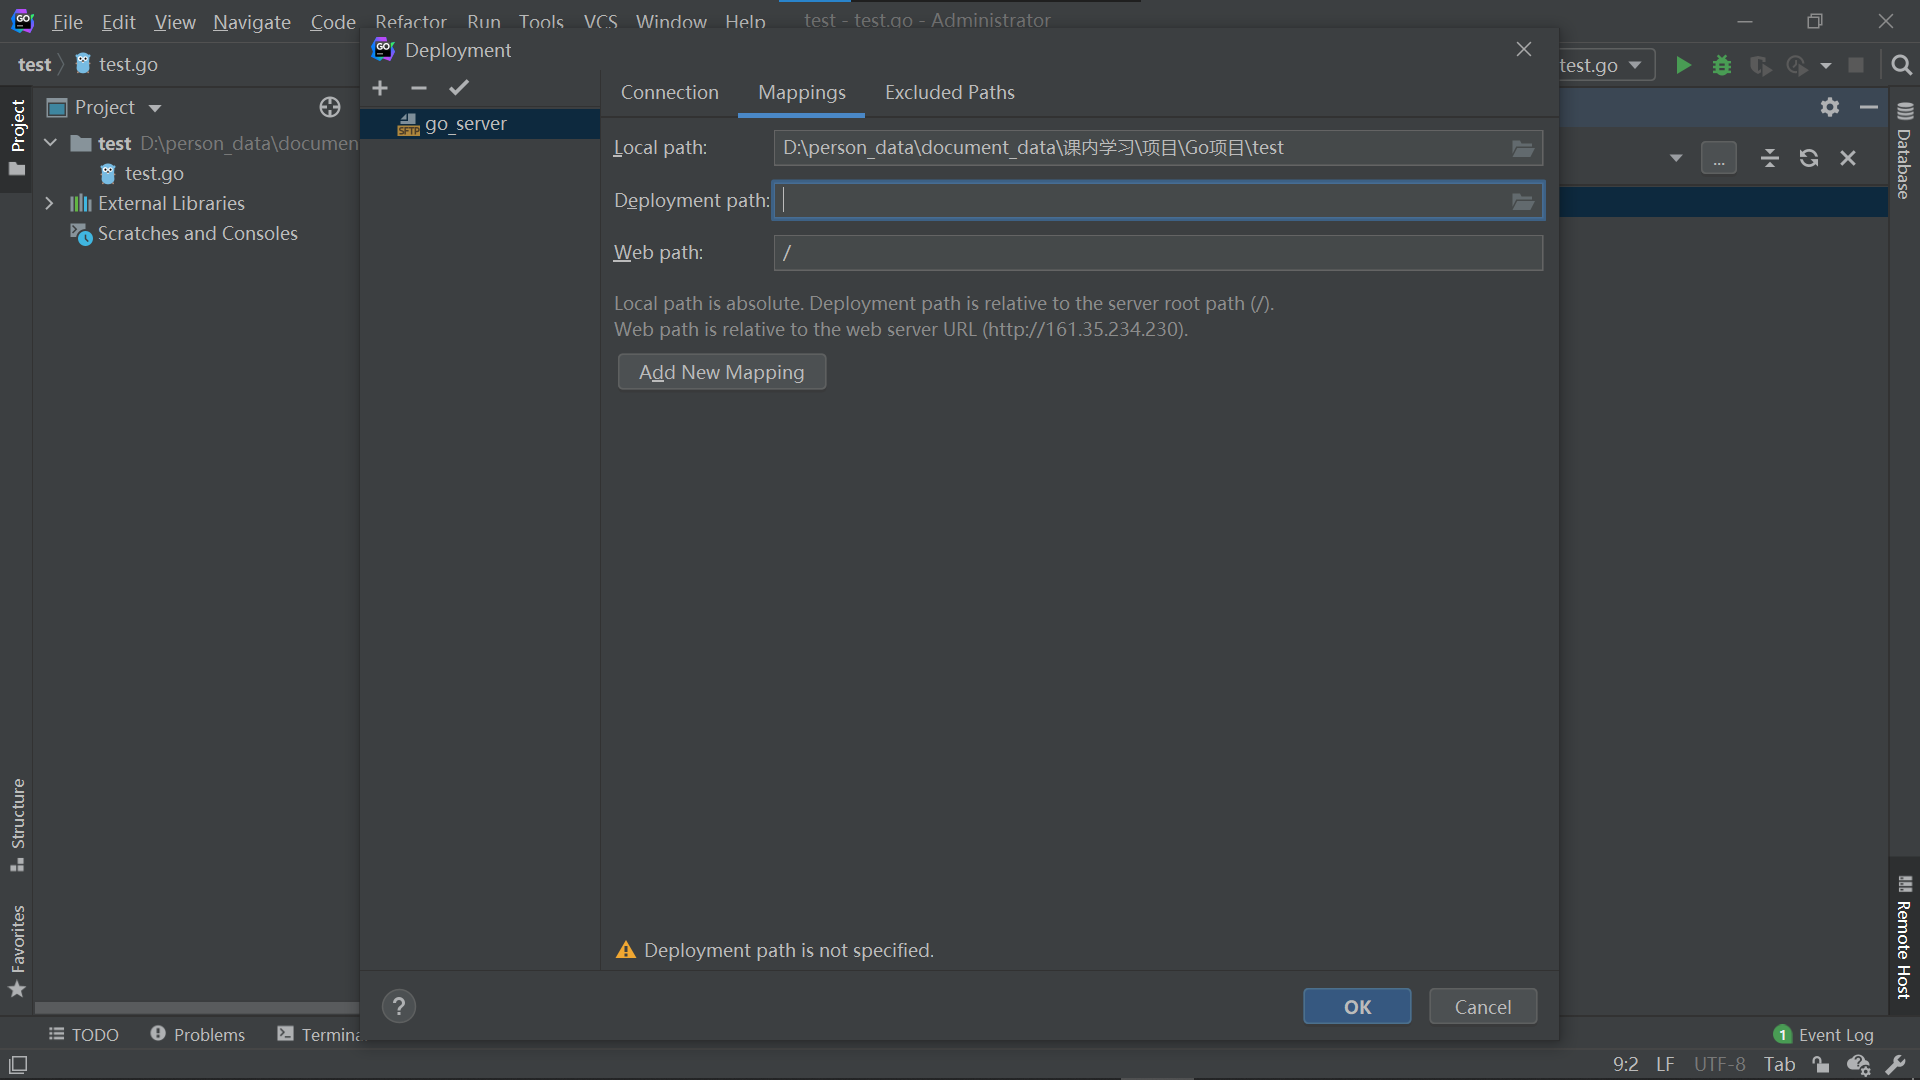 File Edit View Navigate Code Refactor Run Tools VCS Window Help test - test.go - Administrator
test test.go
Deployment
test.go
Project
Project
test D:\person_data\documen
test.go
External Libraries
Scratches and Consoles
go_server
Connection Mappings Excluded Paths
Local path: D:\person_data\document_data\课内学习\项目\Go项目\test
Deployment path:
Web path: /
Local path is absolute. Deployment path is relative to the server root path (/).
Web path is relative to the web server URL (http://161.35.234.230).
Add New Mapping
Deployment path is not specified.
? OK Cancel
...
Database
Remote Host
Structure
Favorites
TODO Problems Termina 1 Event Log
9:2 LF UTF-8 Tab